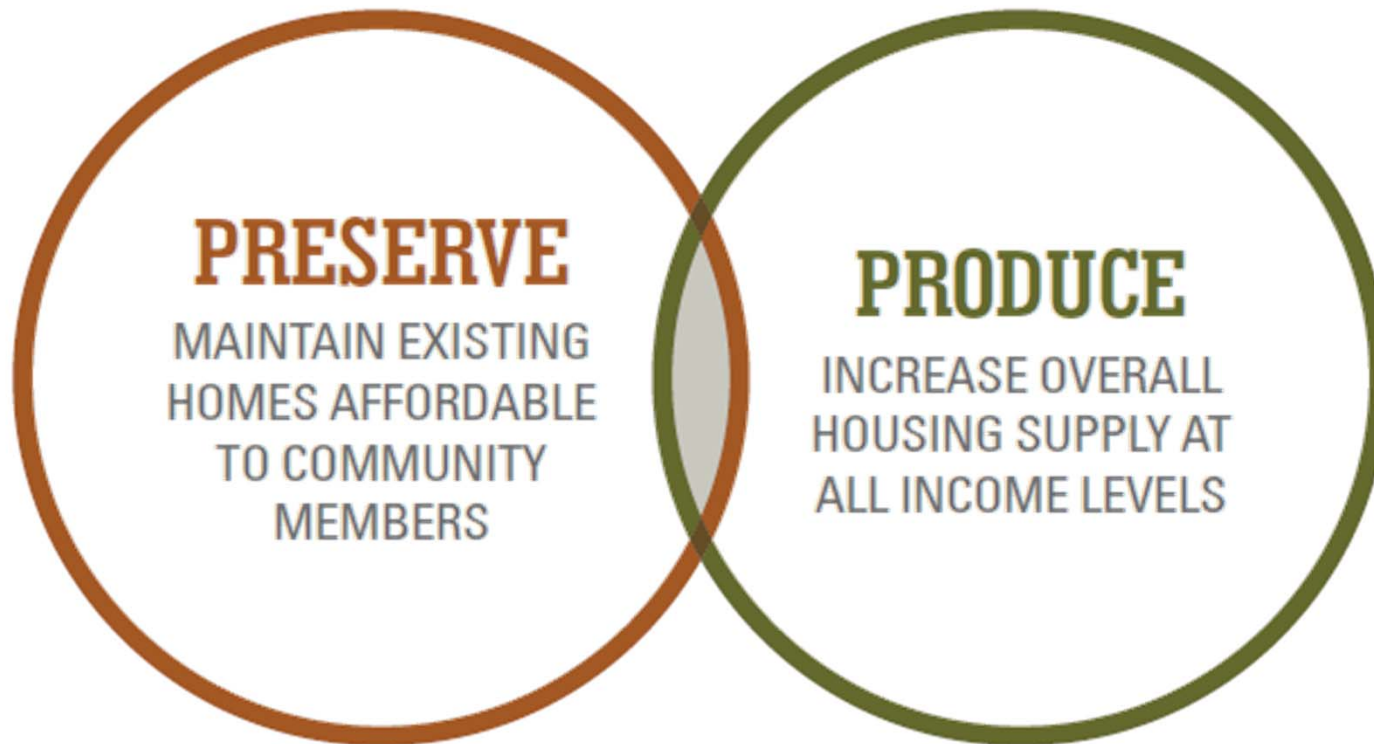 PRESERVE
MAINTAIN EXISTING
HOMES AFFORDABLE
TO COMMUNITY
MEMBERS
PRODUCE
INCREASE OVERALL
HOUSING SUPPLY AT
ALL INCOME LEVELS